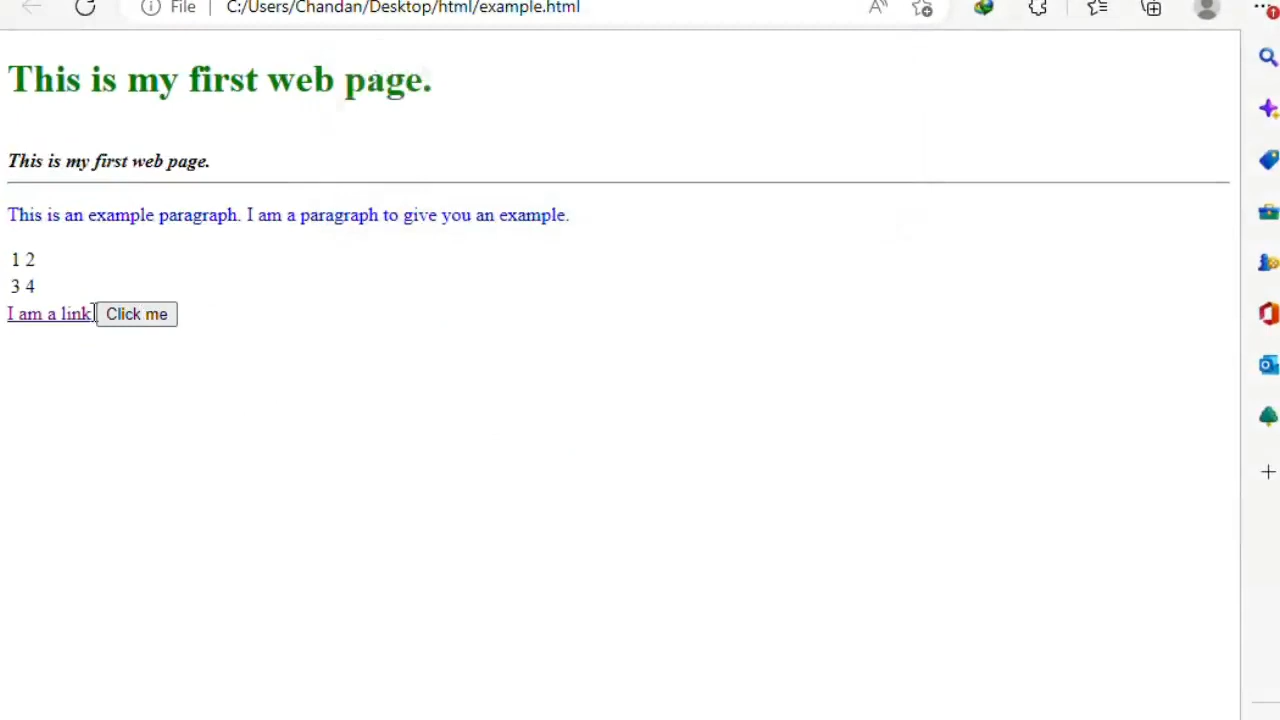 File | C:/Users/Chandan/Desktop/html/example.html
This is my first web page.
This is my first web page.
This is an example paragraph. I am a paragraph to give you an example.
1 2
3 4
I am a link Click me